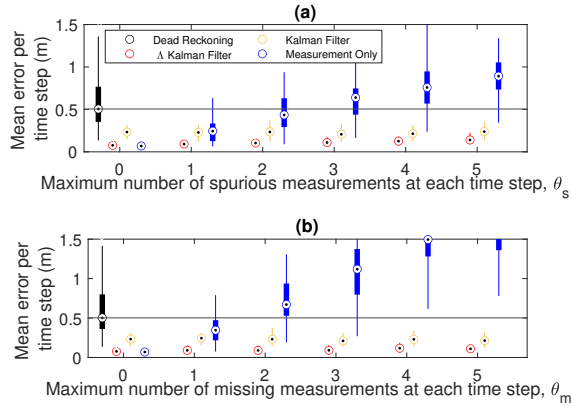 (a)
Mean error per
time step (m)
1.5
1
0.5
0
Dead Reckoning
Kalman Filter
Λ Kalman Filter
Measurement Only
0 1 2 3 4 5
Maximum number of spurious measurements at each time step, θs
(b)
Mean error per
time step (m)
1.5
1
0.5
0
0 1 2 3 4 5
Maximum number of missing measurements at each time step, θm